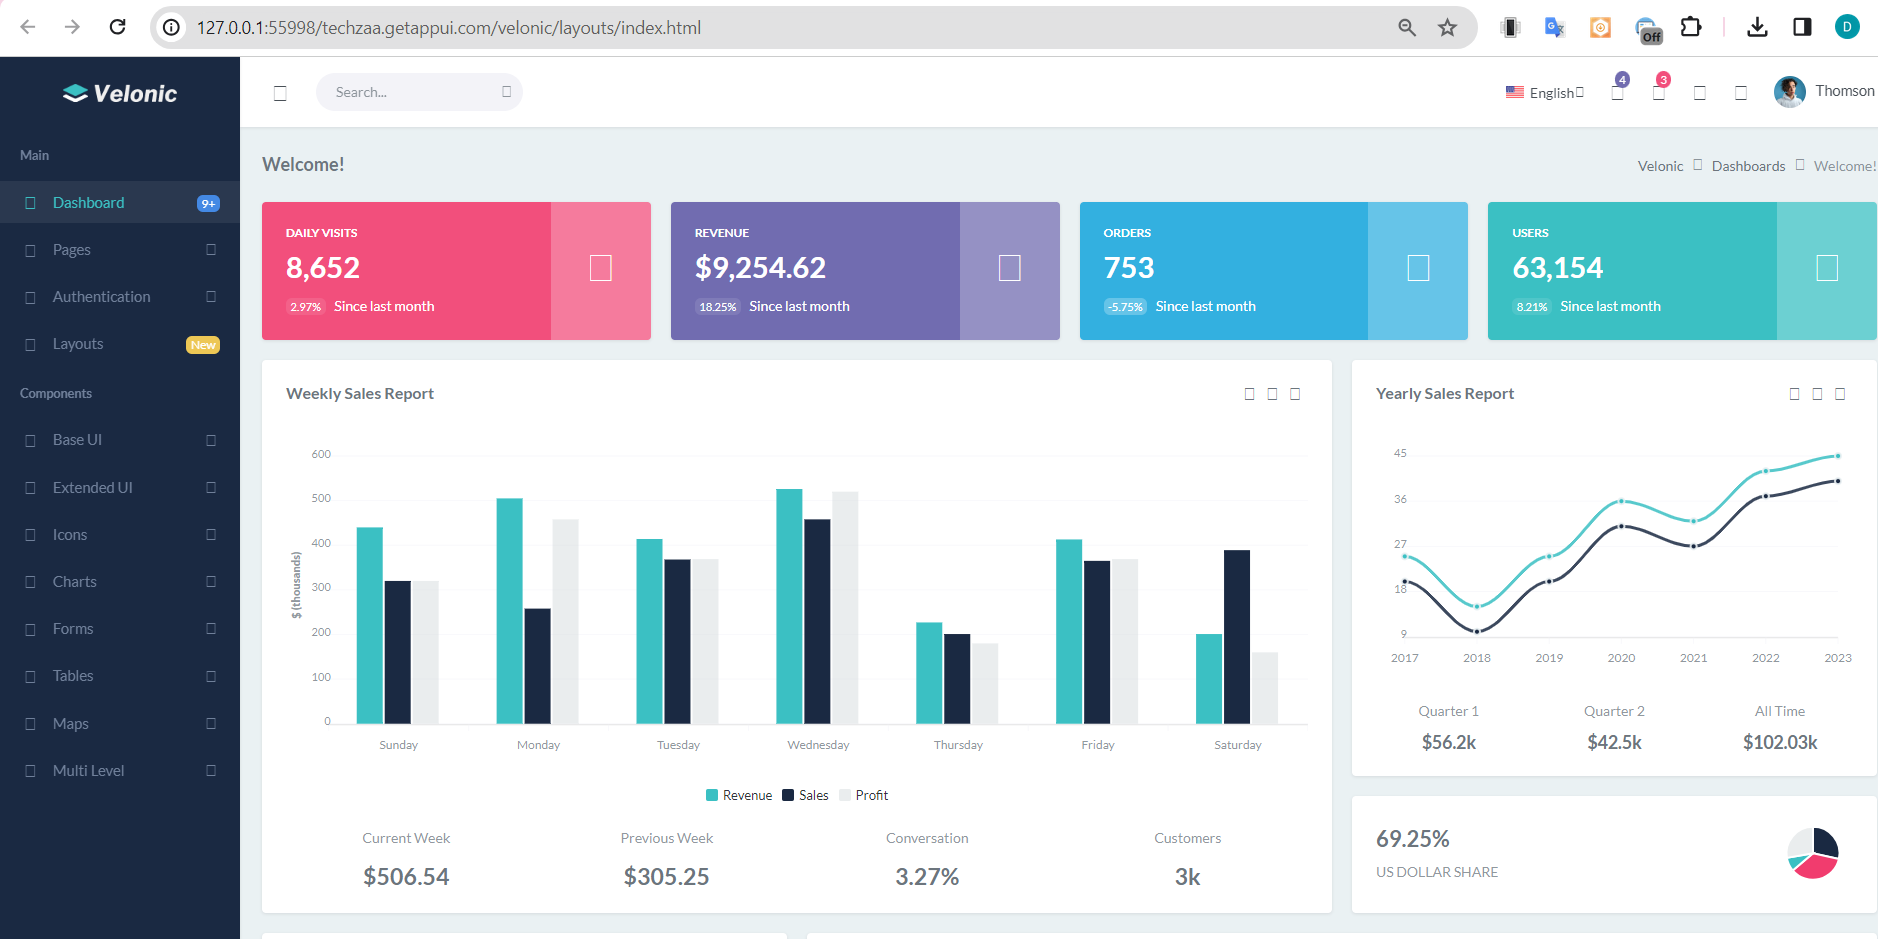 127.0.0.1:55998/techzaa.getappui.com/velonic/layouts/index.html
Off
D
Velonic
Search...
English
4
3
Thomson
Main
Dashboard 9+
Pages
Authentication
Layouts New
Components
Base UI
Extended UI
Icons
Charts
Forms
Tables
Maps
Multi Level
Welcome!
Velonic Dashboards Welcome!
DAILY VISITS
8,652
2.97% Since last month
REVENUE
$9,254.62
18.25% Since last month
ORDERS
753
-5.75% Since last month
USERS
63,154
8.21% Since last month
Weekly Sales Report
600
500
400
300
200
100
0
$ (thousands)
Sunday Monday Tuesday Wednesday Thursday Friday Saturday
Revenue Sales Profit
Current Week
$506.54
Previous Week
$305.25
Conversation
3.27%
Customers
3k
Yearly Sales Report
45
36
27
18
9
2017 2018 2019 2020 2021 2022 2023
Quarter 1
$56.2k
Quarter 2
$42.5k
All Time
$102.03k
69.25%
US DOLLAR SHARE